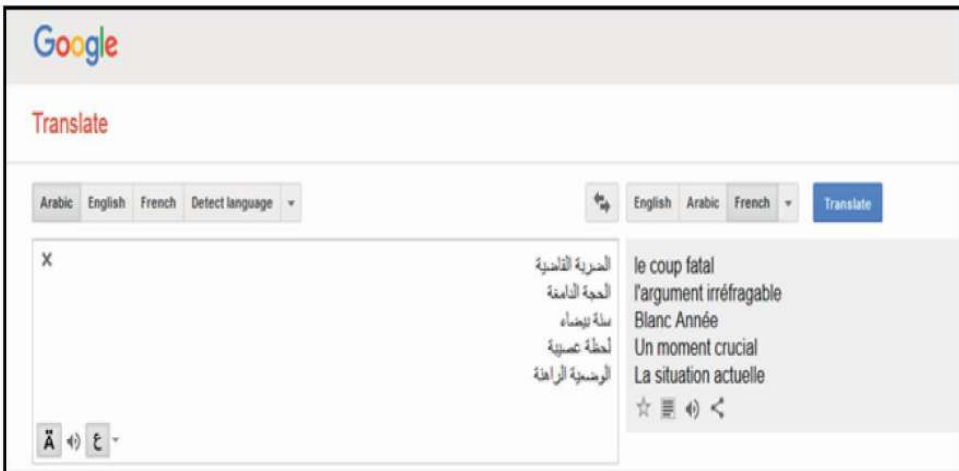 Google
Translate
Arabic English French Detect language English Arabic French Translate
الضربة القاضية
الحجة الدامغة
سنة بيضاء
لحظة عصيبة
الوضعية الراهنة
le coup fatal
l'argument irréfragable
Blanc Année
Un moment crucial
La situation actuelle
Ä ع